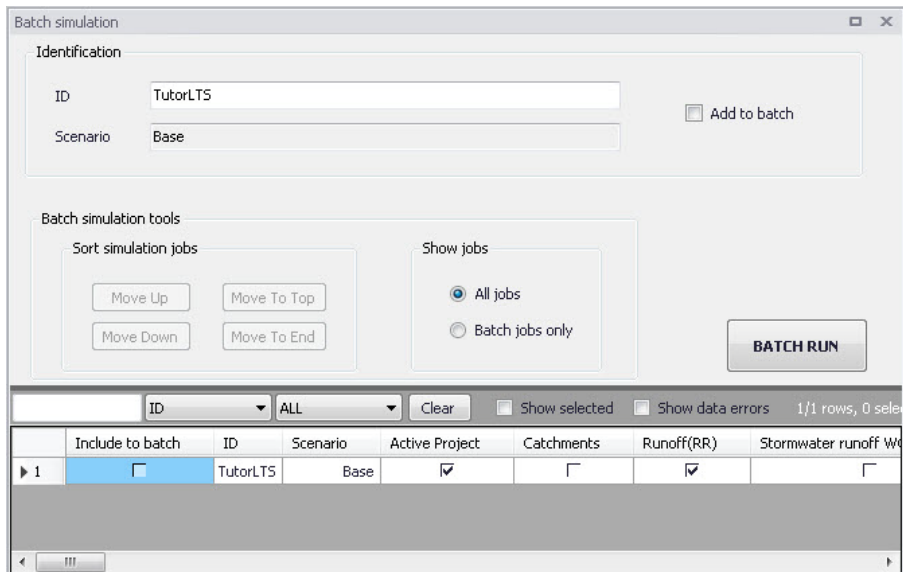 Batch simulation
Identification
ID TutorLTS
Add to batch
Scenario Base
Batch simulation tools
Sort simulation jobs
Show jobs
Move Up Move To Top
All jobs
Move Down Move To End
Batch jobs only
BATCH RUN
ID ALL Clear Show selected Show data errors 1/1 rows, 0 sele
Include to batch ID Scenario Active Project Catchments Runoff(RR) Stormwater runoff WQ
1 TutorLTS Base